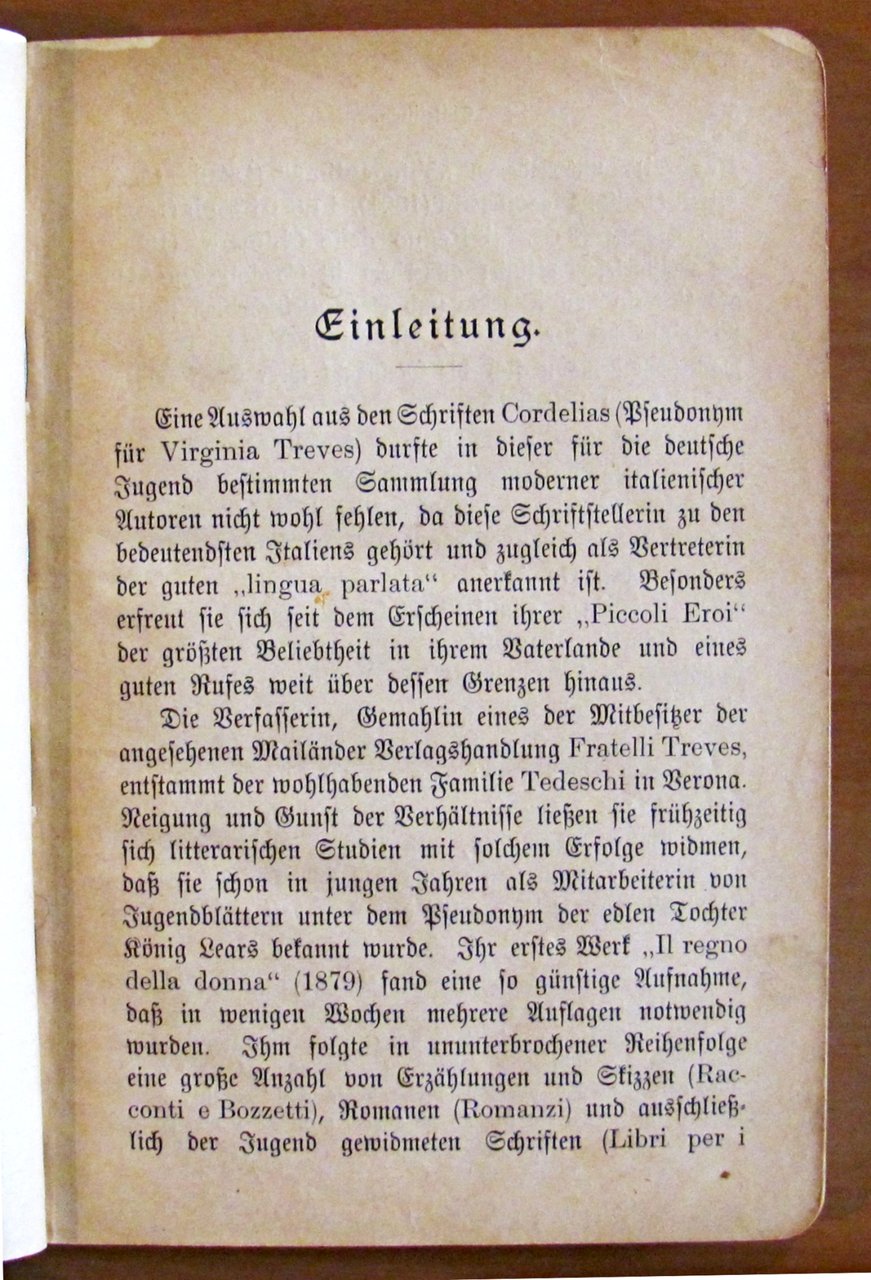 Einleitung.
Eine Auswahl aus den Schriften Cordelias (Pseudonym
für Virginia Treves) durfte in dieser für die deutsche
Jugend bestimmten Sammlung moderner italienischer
Autoren nicht wohl fehlen, da diese Schriftstellerin zu den
bedeutendsten Italiens gehört und zugleich als Vertreterin
der guten „lingua parlata“ anerkannt ist. Besonders
erfreut sie sich seit dem Erscheinen ihrer „Piccoli Eroi“
der größten Beliebtheit in ihrem Vaterlande und eines
guten Rufes weit über dessen Grenzen hinaus.
Die Verfasserin, Gemahlin eines der Mitbesitzer der
angesehenen Mailänder Verlagshandlung Fratelli Treves,
entstammt der wohlhabenden Familie Tedeschi in Verona.
Neigung und Gunst der Verhältnisse ließen sie frühzeitig
sich litterarischen Studien mit solchem Erfolge widmen,
daß sie schon in jungen Jahren als Mitarbeiterin von
Jugendblättern unter dem Pseudonym der edlen Tochter
König Lears bekannt wurde. Ihr erstes Werk „Il regno
della donna“ (1879) fand eine so günstige Aufnahme,
daß in wenigen Wochen mehrere Auflagen notwendig
wurden. Ihm folgte in ununterbrochener Reihenfolge
eine große Anzahl von Erzählungen und Skizzen (Rac-
conti e Bozzetti), Romanen (Romanzi) und ausschließ-
lich der Jugend gewidmeten Schriften (Libri per i